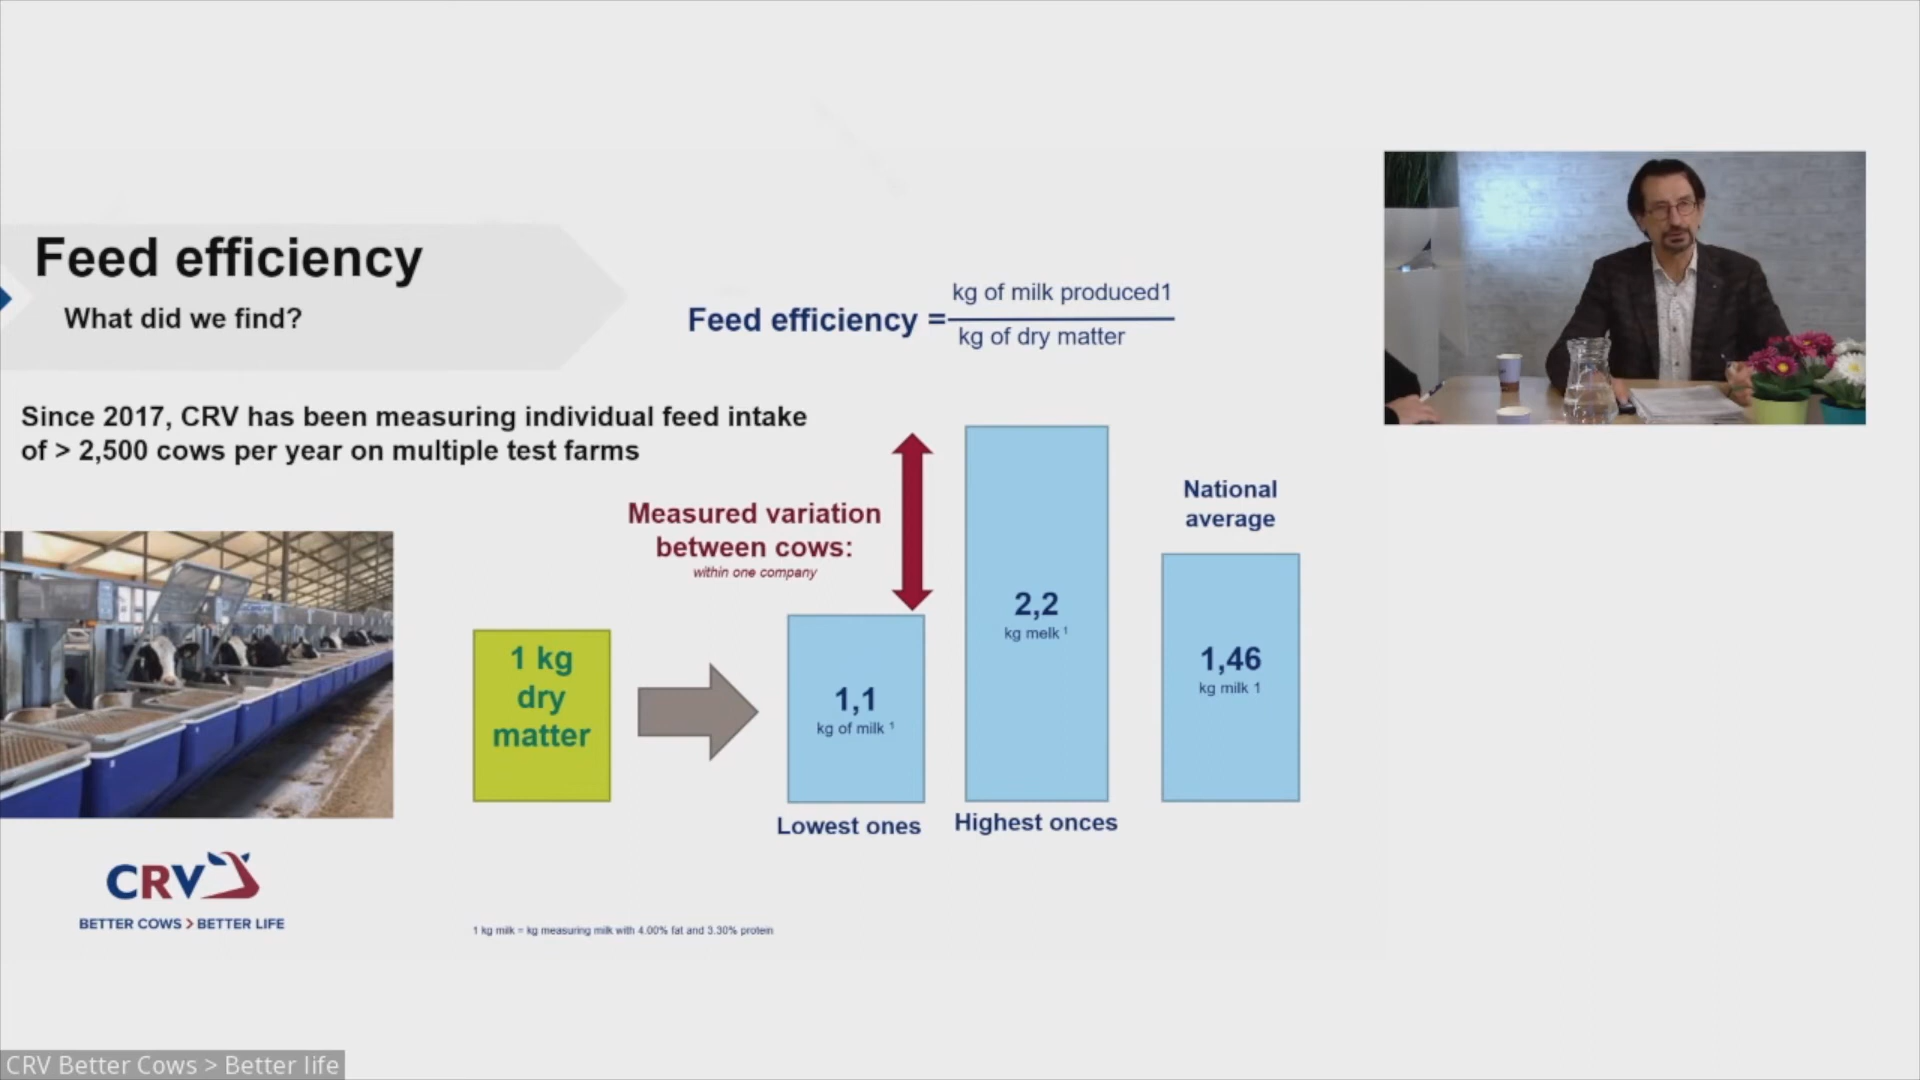 Feed efficiency
What did we find?
Feed efficiency =
kg of milk produced1
kg of dry matter
Since 2017, CRV has been measuring individual feed intake
of > 2,500 cows per year on multiple test farms
Measured variation
between cows:
within one company
1 kg
dry
matter
1,1
kg of milk ¹
Lowest ones
2,2
kg melk ¹
Highest onces
National
average
1,46
kg milk 1
CRV
BETTER COWS > BETTER LIFE
1 kg milk = kg measuring milk with 4.00% fat and 3.30% protein
CRV Better Cows > Better life